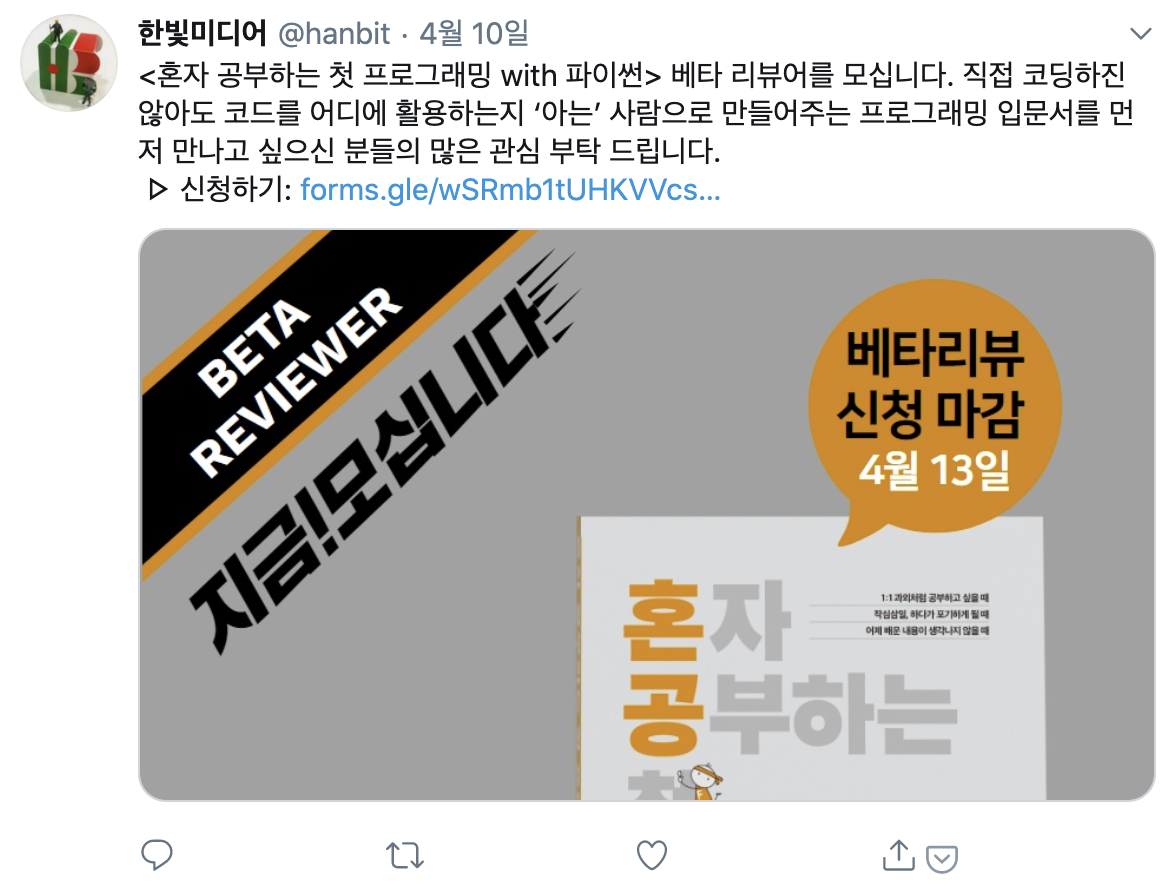 한빛미디어 @hanbit · 4월 10일
<혼자 공부하는 첫 프로그래밍 with 파이썬> 베타 리뷰어를 모십니다. 직접 코딩하진
않아도 코드를 어디에 활용하는지 ‘아는’ 사람으로 만들어주는 프로그래밍 입문서를 먼
저 만나고 싶으신 분들의 많은 관심 부탁 드립니다.
▷ 신청하기: forms.gle/wSRmb1tUHKVVcs…
BETA
REVIEWER
지금!모십니다
베타리뷰
신청 마감
4월 13일
1:1 과외처럼 공부하고 싶을 때
작심삼일, 하다가 포기하게 될 때
어제 배운 내용이 생각나지 않을 때
혼자
공부하는
첫